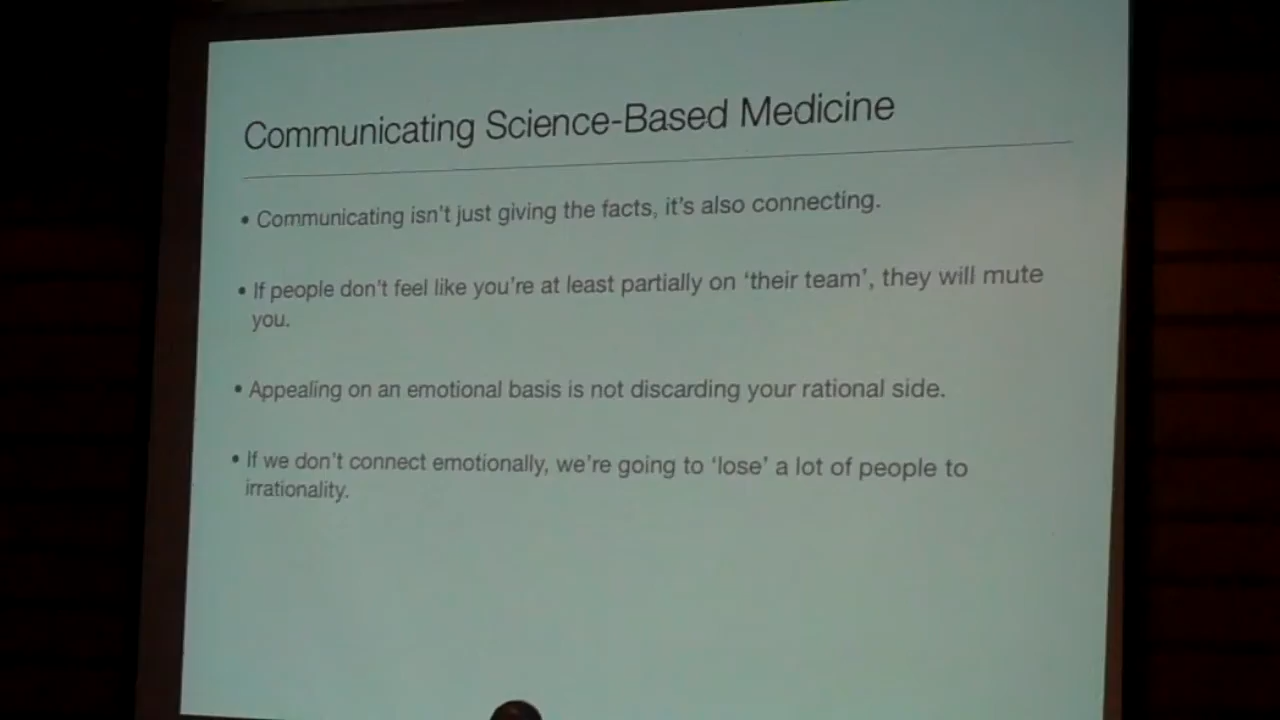 Communicating Science-Based Medicine
• Communicating isn't just giving the facts, it's also connecting.
• If people don't feel like you're at least partially on ‘their team’, they will mute
you.
• Appealing on an emotional basis is not discarding your rational side.
• If we don't connect emotionally, we're going to ‘lose’ a lot of people to
irrationality.